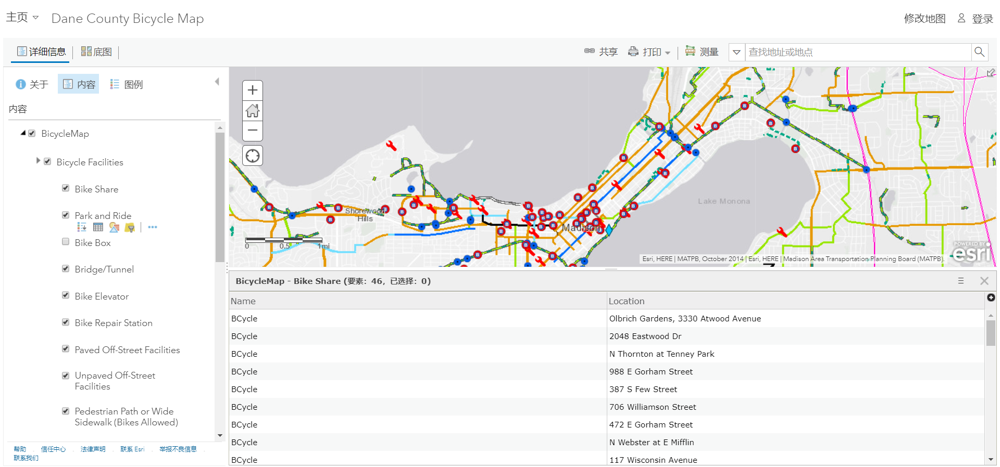 主页 Dane County Bicycle Map 修改地图 登录
详细信息 底图 共享 打印 测量 查找地址或地点
关于 内容 图例
内容
BicycleMap
Bicycle Facilities
Bike Share
Park and Ride
Bike Box
Bridge/Tunnel
Bike Elevator
Bike Repair Station
Paved Off-Street Facilities
Unpaved Off-Street
Facilities
Pedestrian Path or Wide
Sidewalk (Bikes Allowed)
帮助 信任中心 法律声明 联系 Esri 举报不良信息
联系我们
Lake Monona
Shorewood
Hills
Madison
0 0.5 1mi
POWERED BY
esri
Esri, HERE | MATPB, October 2014 | Esri, HERE | Madison Area Transportation Planning Board (MATPB).
BicycleMap - Bike Share (要素: 46, 已选择: 0)
Name Location
BCycle Olbrich Gardens, 3330 Atwood Avenue
BCycle 2048 Eastwood Dr
BCycle N Thornton at Tenney Park
BCycle 988 E Gorham Street
BCycle 387 S Few Street
BCycle 706 Williamson Street
BCycle 472 E Gorham Street
BCycle N Webster at E Mifflin
BCycle 117 Wisconsin Avenue